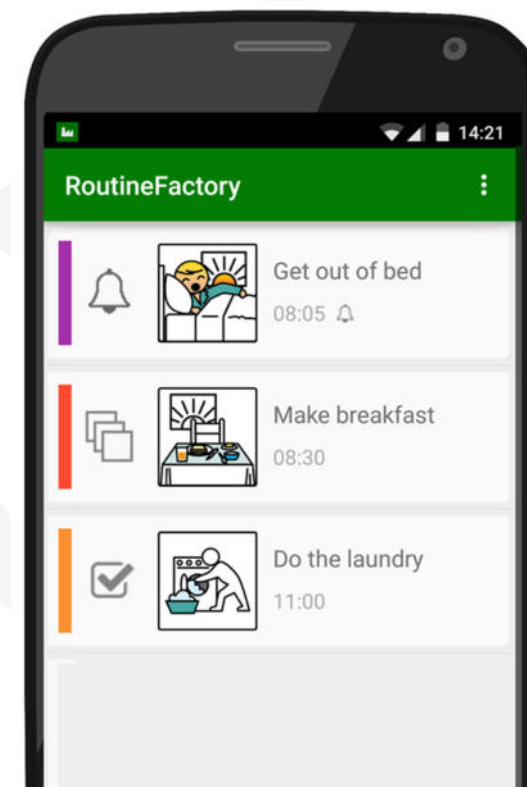 14:21
RoutineFactory
Get out of bed
08:05
Make breakfast
08:30
Do the laundry
11:00